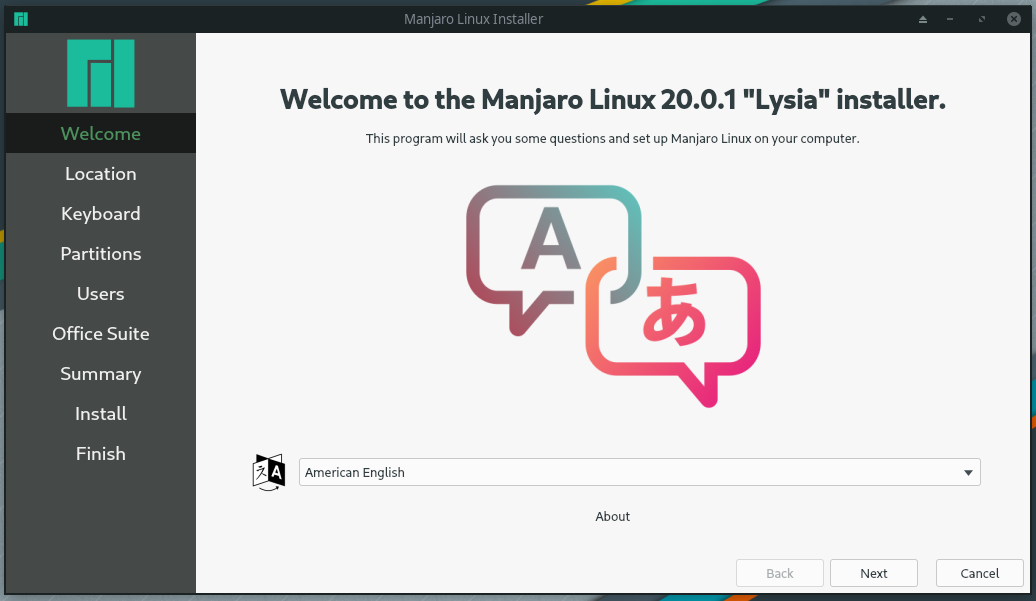 Manjaro Linux Installer
Welcome
Location
Keyboard
Partitions
Users
Office Suite
Summary
Install
Finish
Welcome to the Manjaro Linux 20.0.1 "Lysia" installer.
This program will ask you some questions and set up Manjaro Linux on your computer.
A
あ
A
American English
About
Back
Next
Cancel